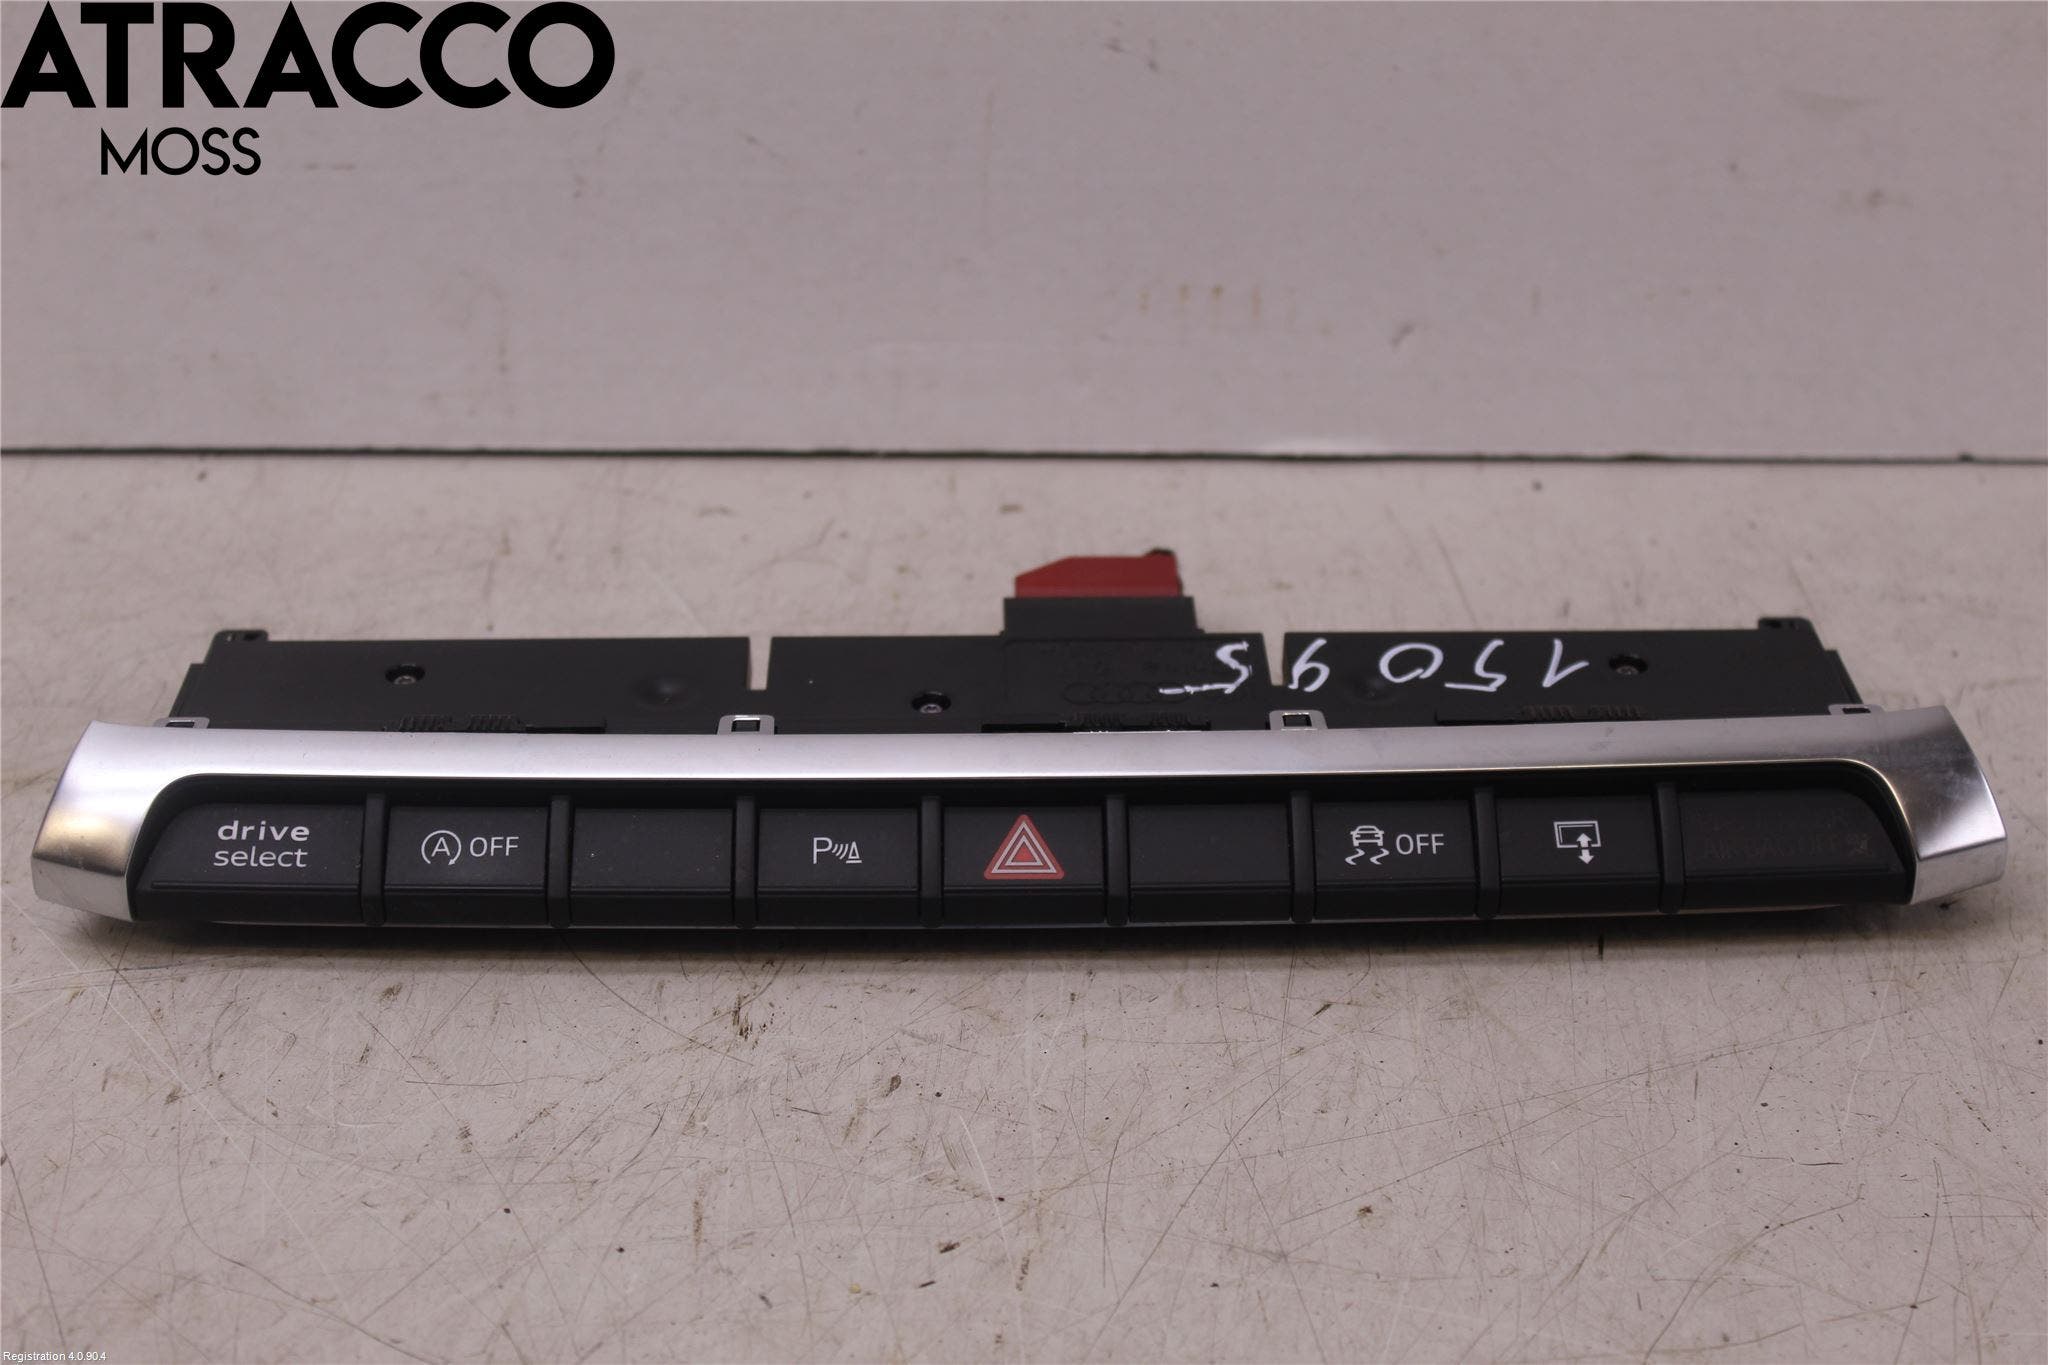 ATRACCO
MOSS
15095
drive
select
A OFF
P
OFF
Registration 4.0.90.4